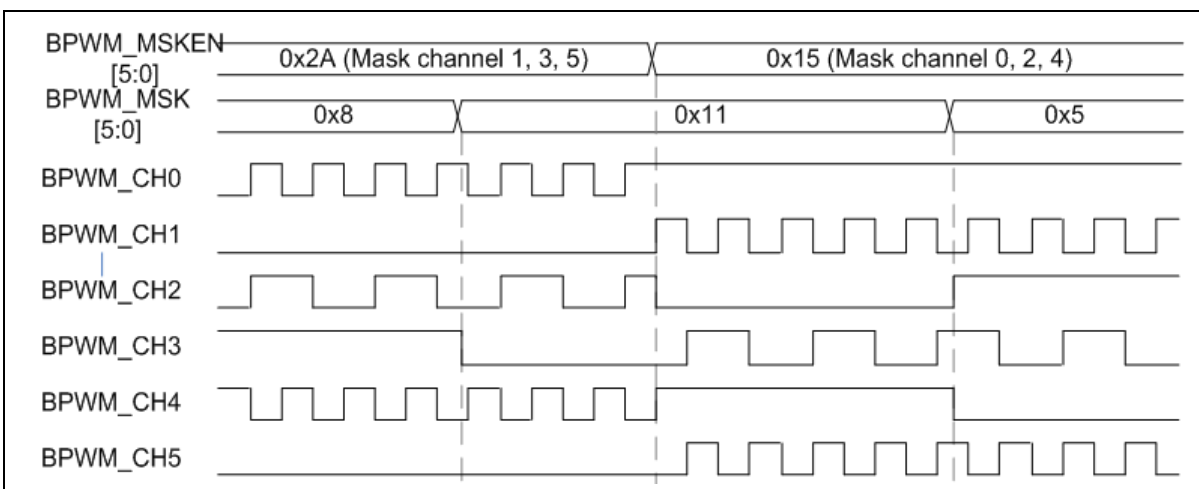 BPWM_MSKEN
[5:0]
0x2A (Mask channel 1, 3, 5)
0x15 (Mask channel 0, 2, 4)
BPWM_MSK
[5:0]
0x8
0x11
0x5
BPWM_CH0
BPWM_CH1
BPWM_CH2
BPWM_CH3
BPWM_CH4
BPWM_CH5